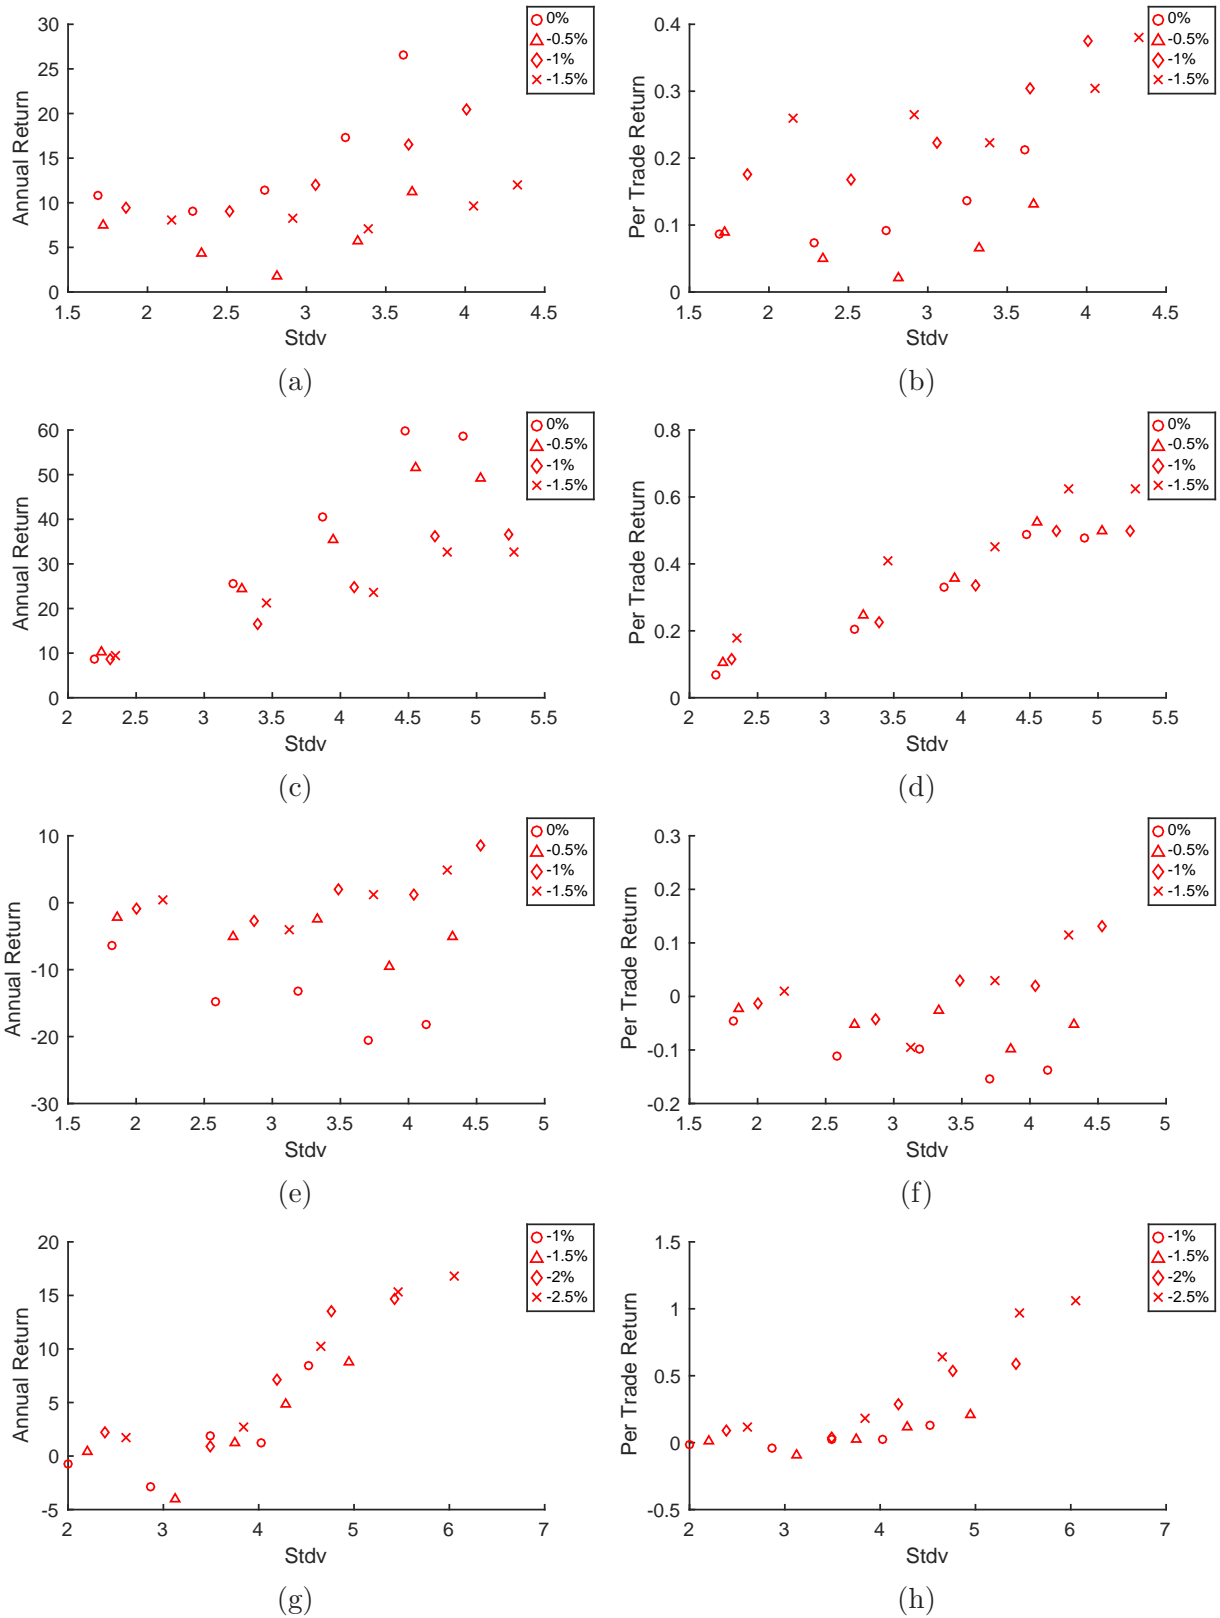 30
25
20
15
10
5
0
Annual Return
1.5 2 2.5 3 3.5 4 4.5
Stdv
0%
-0.5%
-1%
-1.5%
(a)
0.4
0.3
0.2
0.1
0
Per Trade Return
1.5 2 2.5 3 3.5 4 4.5
Stdv
0%
-0.5%
-1%
-1.5%
(b)
60
50
40
30
20
10
0
Annual Return
2 2.5 3 3.5 4 4.5 5 5.5
Stdv
0%
-0.5%
-1%
-1.5%
(c)
0.8
0.6
0.4
0.2
0
Per Trade Return
2 2.5 3 3.5 4 4.5 5 5.5
Stdv
0%
-0.5%
-1%
-1.5%
(d)
10
0
-10
-20
-30
Annual Return
1.5 2 2.5 3 3.5 4 4.5 5
Stdv
0%
-0.5%
-1%
-1.5%
(e)
0.3
0.2
0.1
0
-0.1
-0.2
Per Trade Return
1.5 2 2.5 3 3.5 4 4.5 5
Stdv
0%
-0.5%
-1%
-1.5%
(f)
20
15
10
5
0
-5
Annual Return
2 3 4 5 6 7
Stdv
-1%
-1.5%
-2%
-2.5%
(g)
1.5
1
0.5
0
-0.5
Per Trade Return
2 3 4 5 6 7
Stdv
-1%
-1.5%
-2%
-2.5%
(h)